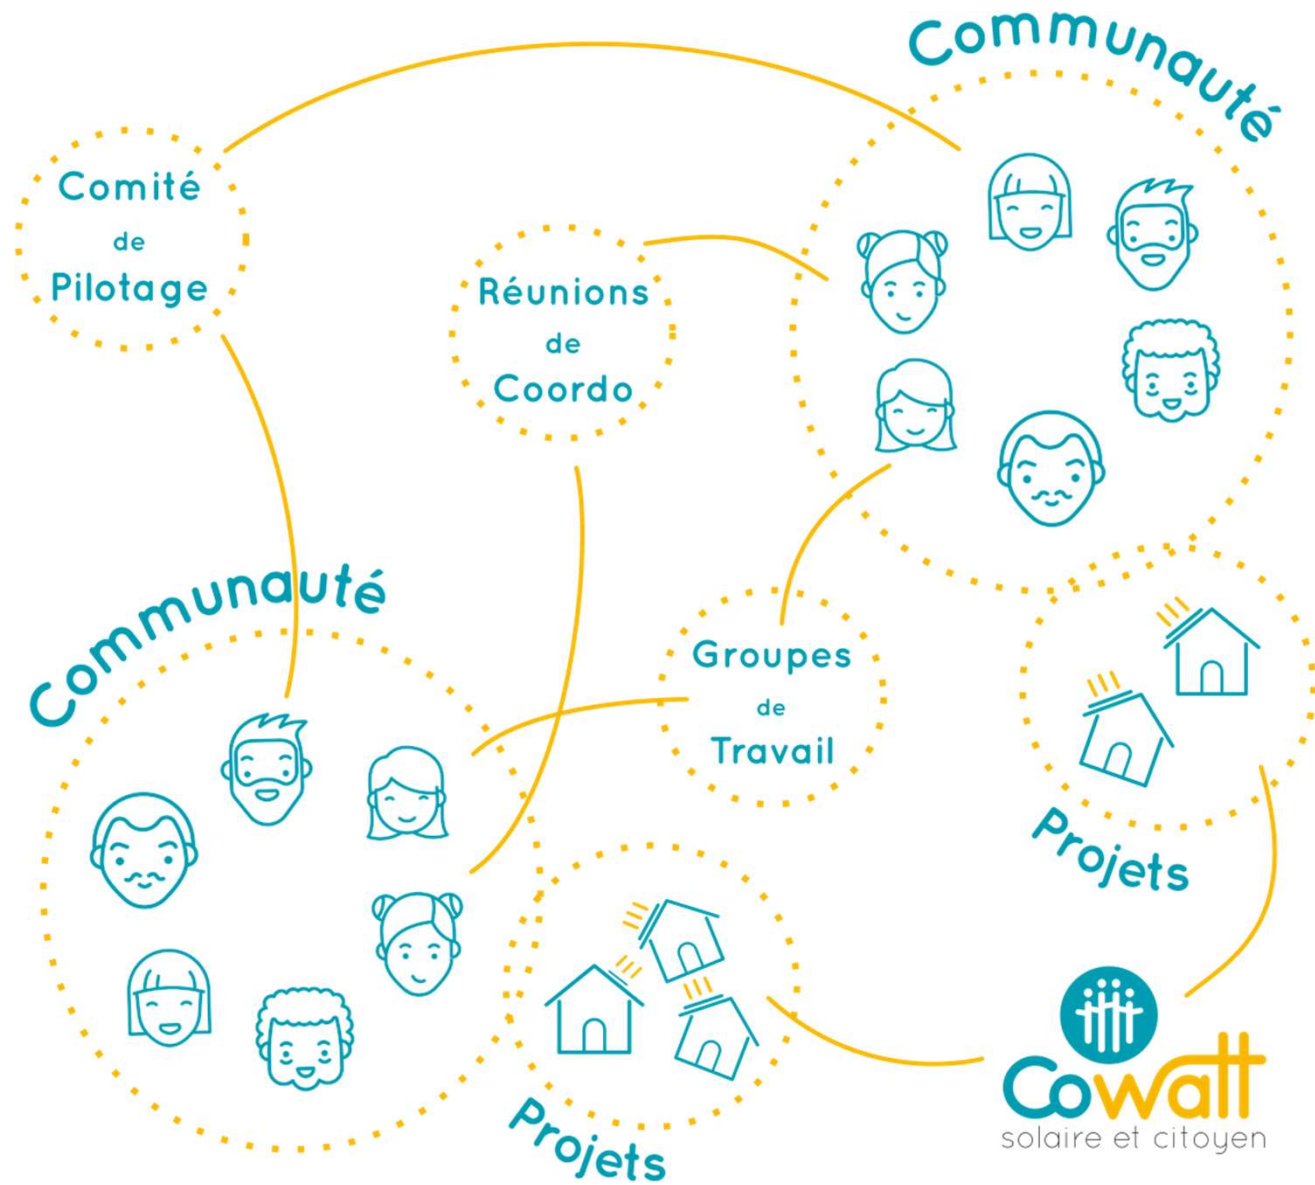 Communauté
Comité
de
Pilotage
Réunions
de
Coordo
Communauté
Groupes
de
Travail
Projets
Projets
Cowatt
solaire et citoyen